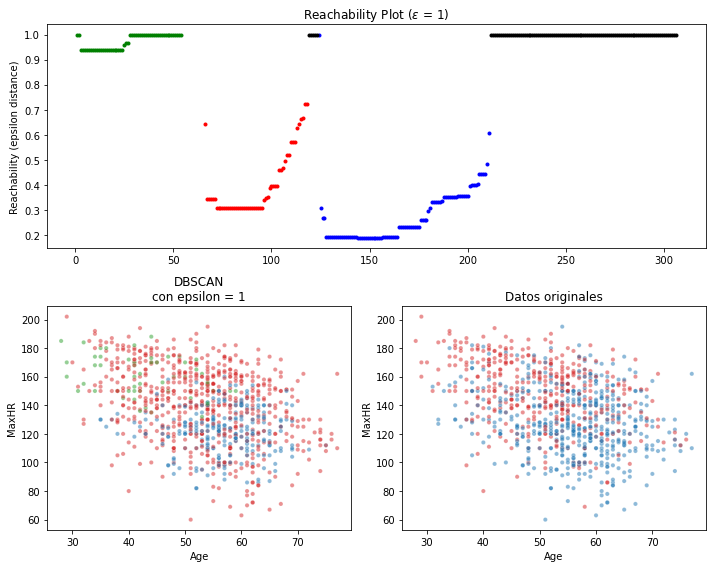 Reachability Plot (ε = 1)
Reachability (epsilon distance)
1.0
0.9
0.8
0.7
0.6
0.5
0.4
0.3
0.2
0 50 100 150 200 250 300
DBSCAN
con epsilon = 1
MaxHR
200
180
160
140
120
100
80
60
30 40 50 60 70
Age
Datos originales
MaxHR
200
180
160
140
120
100
80
60
30 40 50 60 70
Age